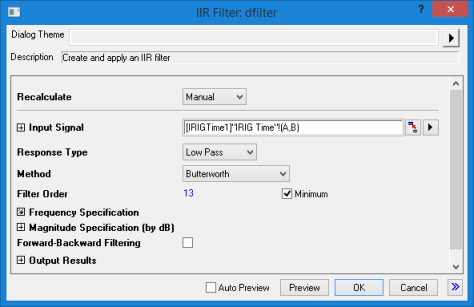 IIR Filter: dfilter
Dialog Theme
Description Create and apply an IIR filter
Recalculate Manual
Input Signal [IRIGTime1]"IRIG Time"!(A,B)
Response Type Low Pass
Method Butterworth
Filter Order 13 Minimum
Frequency Specification
Magnitude Specification (by dB)
Forward-Backward Filtering
Output Results
Auto Preview Preview OK Cancel